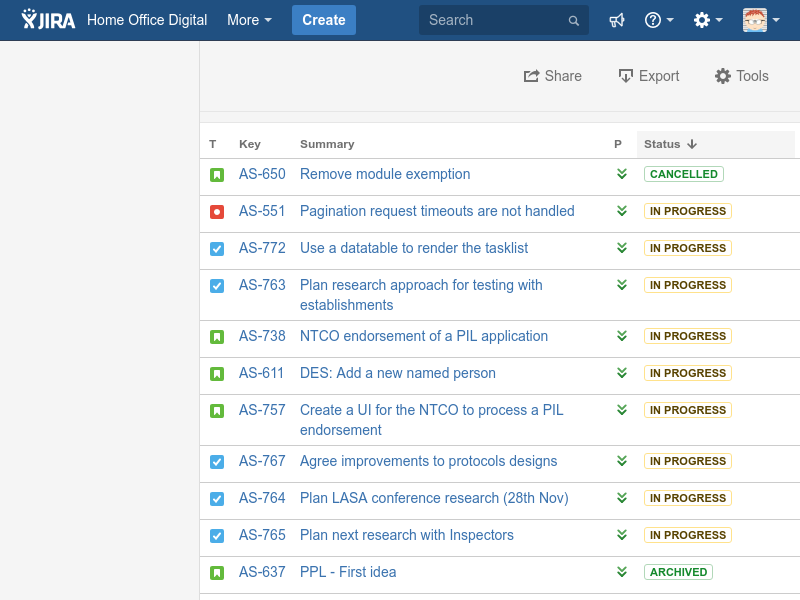 JIRA Home Office Digital More Create Search
Share Export Tools
T Key Summary P Status
AS-650 Remove module exemption CANCELLED
AS-551 Pagination request timeouts are not handled IN PROGRESS
AS-772 Use a datatable to render the tasklist IN PROGRESS
AS-763 Plan research approach for testing with IN PROGRESS
establishments
AS-738 NTCO endorsement of a PIL application IN PROGRESS
AS-611 DES: Add a new named person IN PROGRESS
AS-757 Create a UI for the NTCO to process a PIL IN PROGRESS
endorsement
AS-767 Agree improvements to protocols designs IN PROGRESS
AS-764 Plan LASA conference research (28th Nov) IN PROGRESS
AS-765 Plan next research with Inspectors IN PROGRESS
AS-637 PPL - First idea ARCHIVED